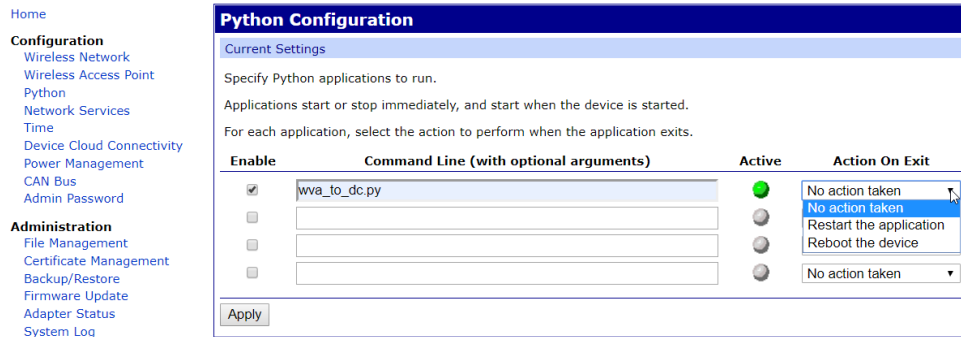 Home
Configuration
Wireless Network
Wireless Access Point
Python
Network Services
Time
Device Cloud Connectivity
Power Management
CAN Bus
Admin Password
Administration
File Management
Certificate Management
Backup/Restore
Firmware Update
Adapter Status
System Log
Python Configuration
Current Settings
Specify Python applications to run.
Applications start or stop immediately, and start when the device is started.
For each application, select the action to perform when the application exits.
Enable Command Line (with optional arguments) Active Action On Exit
wva_to_dc.py No action taken
No action taken
Restart the application
Reboot the device
No action taken
Apply